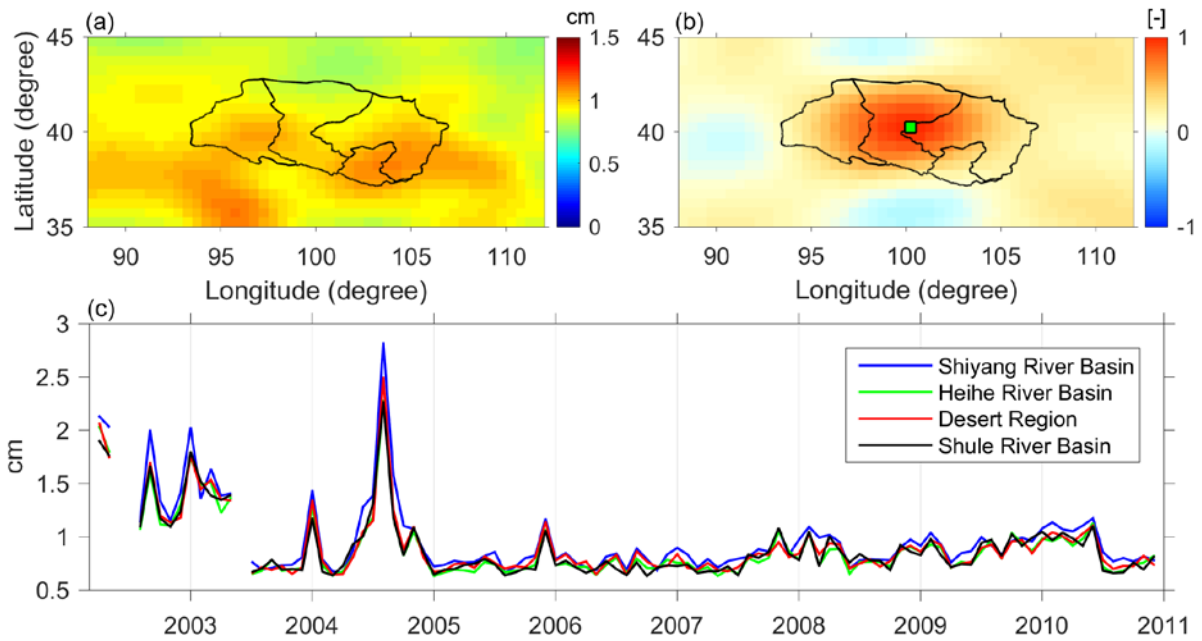 (a)
cm
45
40
35
1.5
1
0.5
0
90 95 100 105 110
Longitude (degree)
Latitude (degree)
(b)
[-]
45
40
35
1
0
-1
90 95 100 105 110
Longitude (degree)
(c)
3
2.5
2
1.5
1
0.5
cm
Shiyang River Basin
Heihe River Basin
Desert Region
Shule River Basin
2003 2004 2005 2006 2007 2008 2009 2010 2011